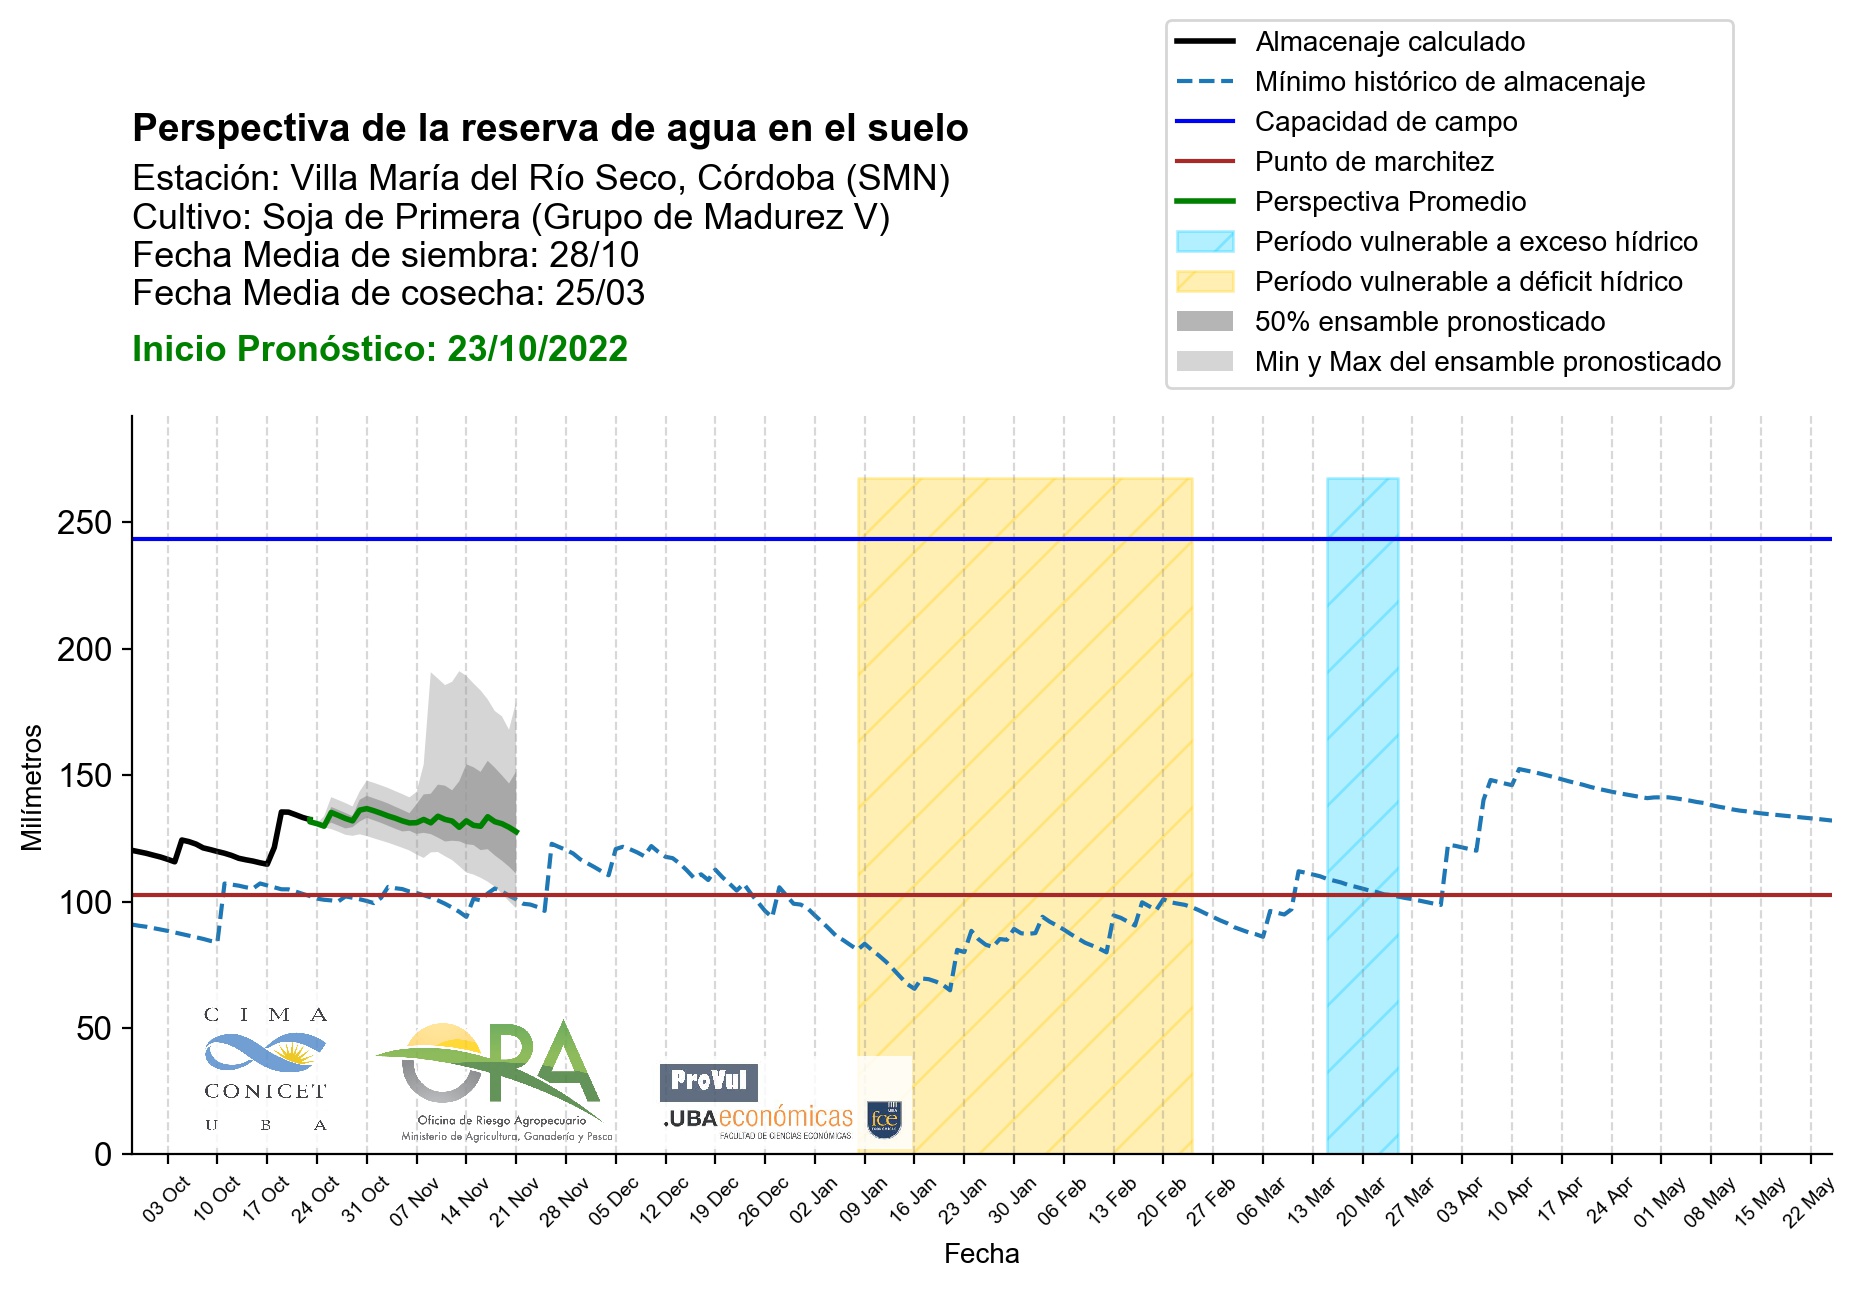 Almacenaje calculado
Mínimo histórico de almacenaje
Capacidad de campo
Punto de marchitez
Perspectiva Promedio
Período vulnerable a exceso hídrico
Período vulnerable a déficit hídrico
50% ensamble pronosticado
Min y Max del ensamble pronosticado
Perspectiva de la reserva de agua en el suelo
Estación: Villa María del Río Seco, Córdoba (SMN)
Cultivo: Soja de Primera (Grupo de Madurez V)
Fecha Media de siembra: 28/10
Fecha Media de cosecha: 25/03
Inicio Pronóstico: 23/10/2022
Milímetros
250
200
150
100
50
0
CIMA
CONICET
UBA
ORA
Oficina de Riesgo Agropecuario
Ministerio de Agricultura, Ganadería y Pesca
ProVul
.UBAeconómicas
FACULTAD DE CIENCIAS ECONÓMICAS
fce
03 Oct
10 Oct
17 Oct
24 Oct
31 Oct
07 Nov
14 Nov
21 Nov
28 Nov
05 Dec
12 Dec
19 Dec
26 Dec
02 Jan
09 Jan
16 Jan
23 Jan
30 Jan
06 Feb
13 Feb
20 Feb
27 Feb
06 Mar
13 Mar
20 Mar
27 Mar
03 Apr
10 Apr
17 Apr
24 Apr
01 May
08 May
15 May
22 May
Fecha